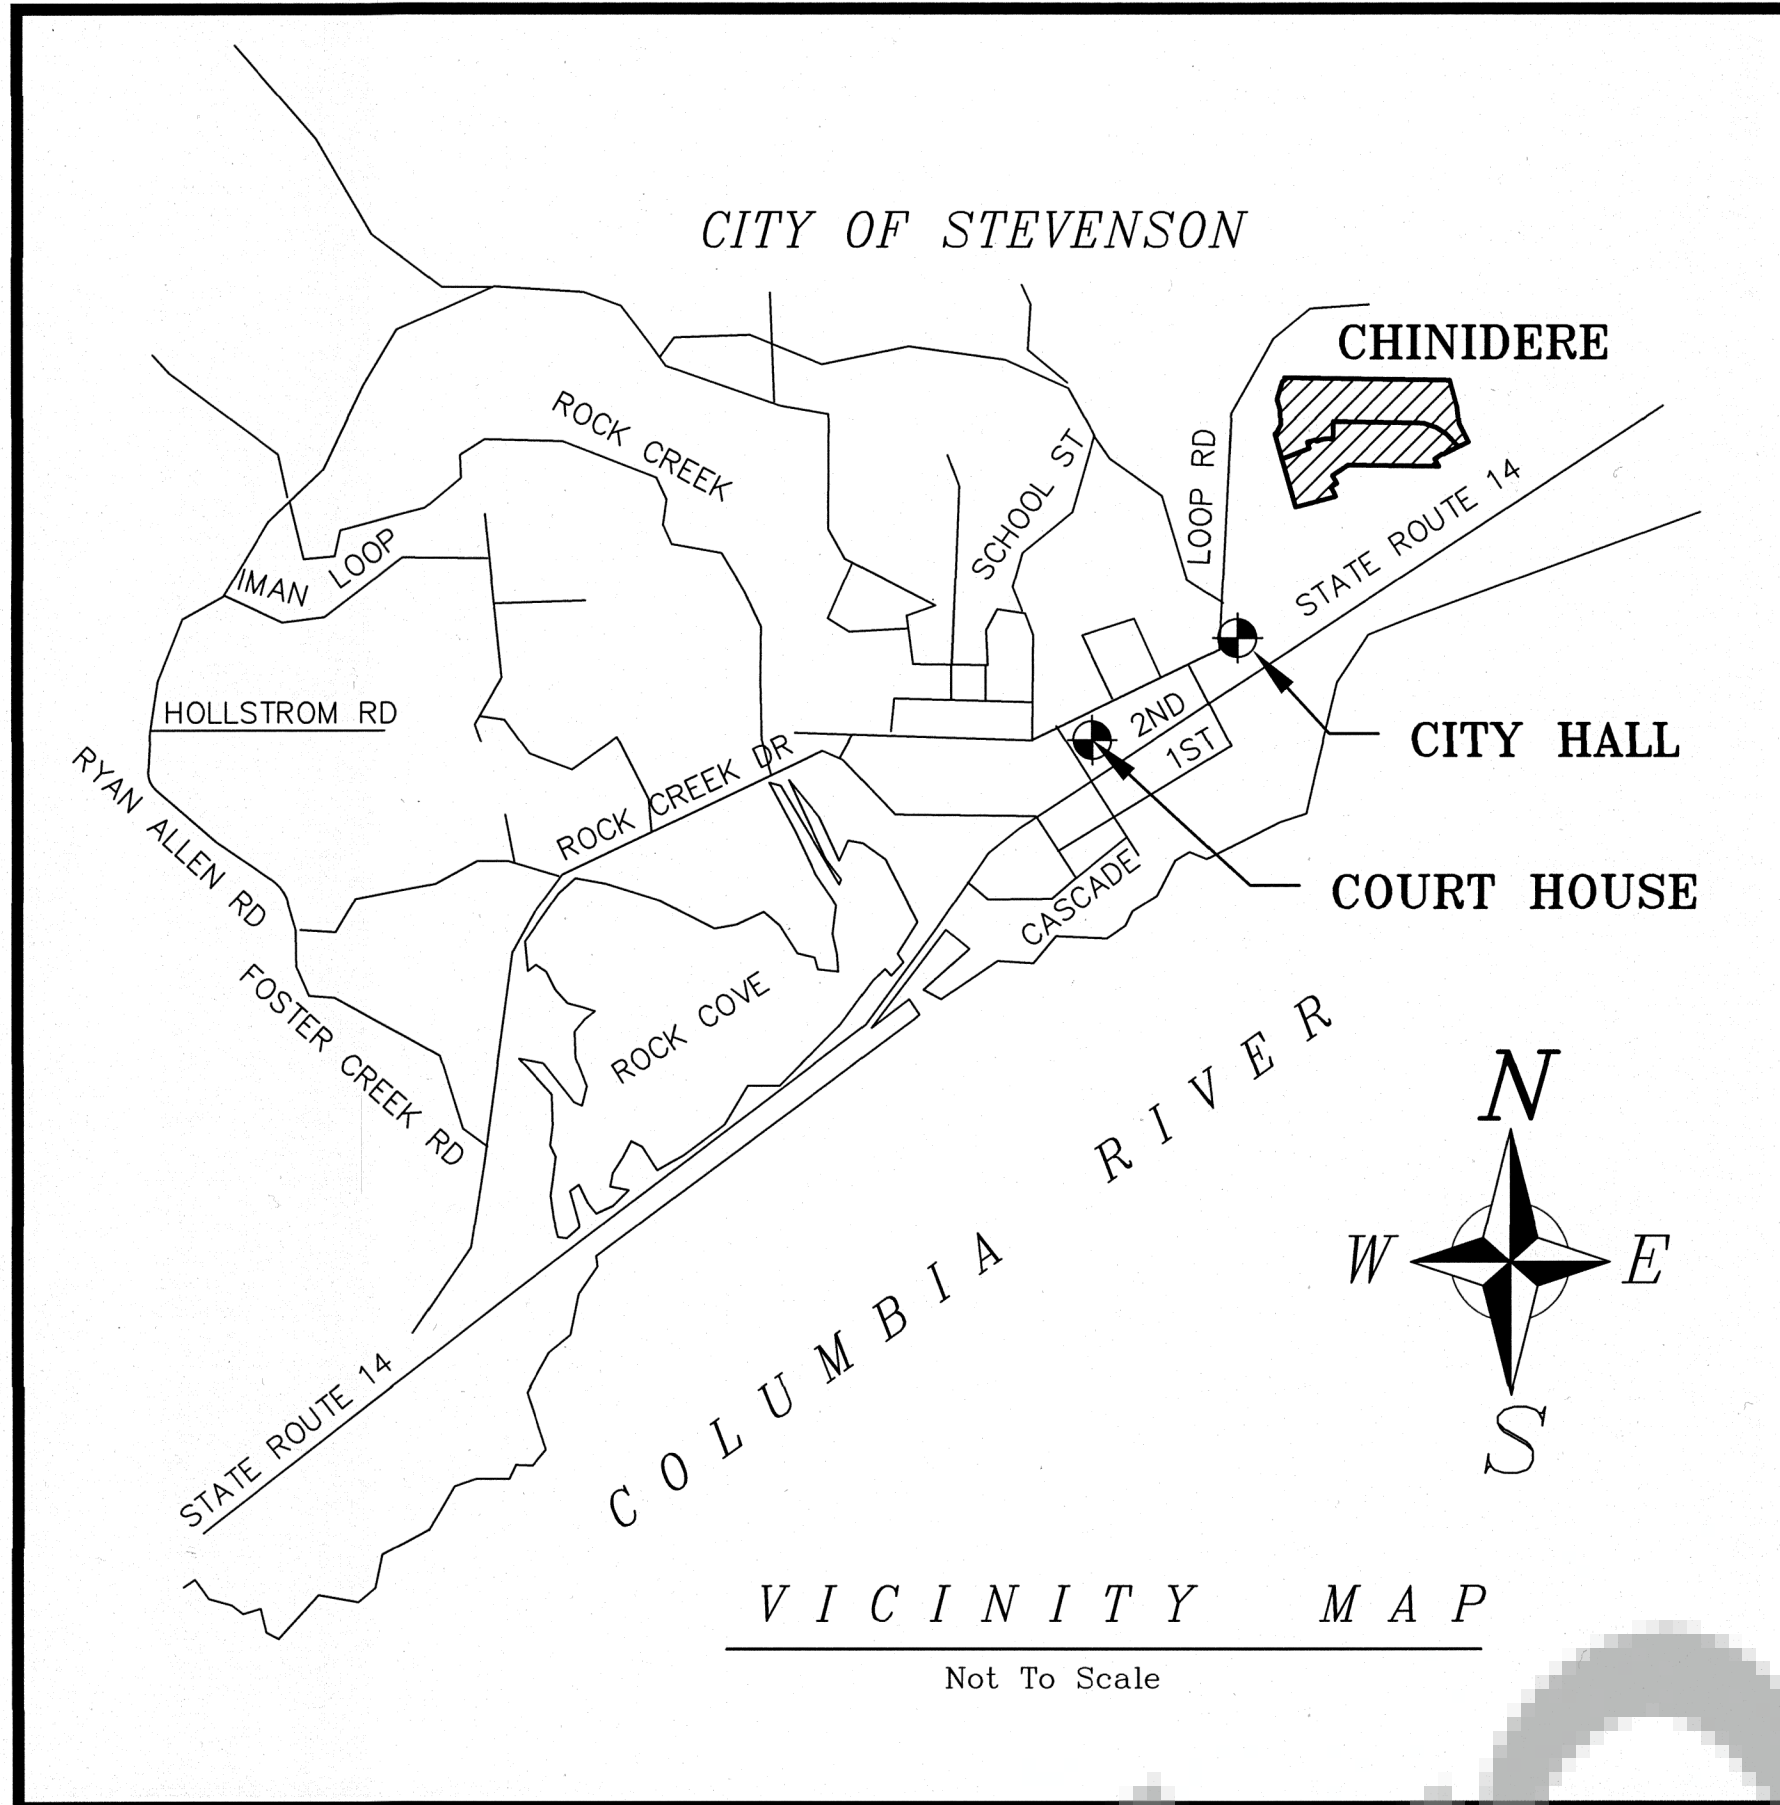 CITY OF STEVENSON
CHINIDERE
ROCK CREEK
SCHOOL ST
LOOP RD
STATE ROUTE 14
IMAN LOOP
HOLLSTROM RD
2ND
1ST
CITY HALL
RYAN ALLEN RD
ROCK CREEK DR
COURT HOUSE
CASCADE
FOSTER CREEK RD
ROCK COVE
COLUMBIA RIVER
N
W E
S
STATE ROUTE 14
VICINITY MAP
Not To Scale